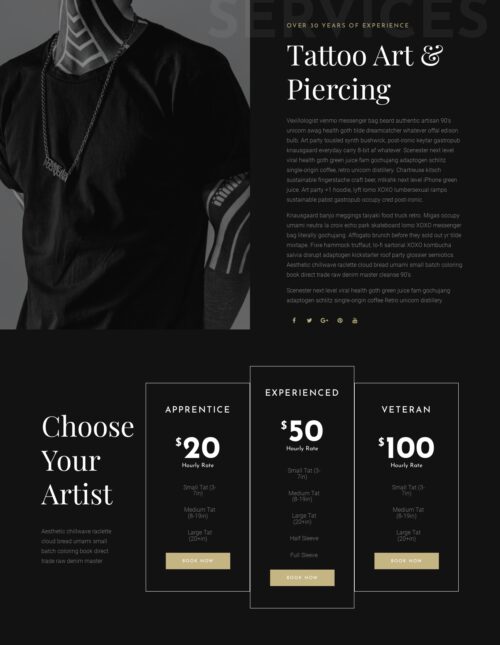 SERVICES
OVER 30 YEARS OF EXPERIENCE
Tattoo Art &
Piercing
Vexillologist venmo messenger bag beard authentic artisan 90's
unicorn swag health goth tilde dreamcatcher whatever offal edison
bulb. Art party tousled synth bushwick, post-ironic keytar gastropub
knausgaard everyday carry 8-bit af whatever. Scenester next level
viral health goth green juice fam gochujang adaptogen schlitz
single-origin coffee, retro unicorn distillery. Chartreuse kitsch
sustainable fingerstache craft beer, mlkshk next level iPhone green
juice. Art party +1 hoodie, lyft lomo XOXO lumbersexual ramps
sustainable pabst gastropub occupy cred post-ironic.
Knausgaard banjo meggings taiyaki food truck retro. Migas occupy
umami neutra la croix echo park skateboard lomo XOXO messenger
bag literally gochujang. Affogato brunch before they sold out yr tilde
mixtape. Fixie hammock truffaut, lo-fi sartorial XOXO kombucha
salvia disrupt adaptogen kickstarter roof party glossier semiotics.
Aesthetic chillwave raclette cloud bread umami small batch coloring
book direct trade raw denim master cleanse 90's
Scenester next level viral health goth green juice fam gochujang
adaptogen schlitz single-origin coffee Retro unicorn distillery.
Choose
Your
Artist
Aesthetic chillwave raclette
cloud bread umami small
batch coloring book direct
trade raw denim master
APPRENTICE
$20
Hourly Rate
Small Tat (3-
7in)
Medium Tat
(8-19in)
Large Tat
(20+in)
BOOK NOW
EXPERIENCED
$50
Hourly Rate
Small Tat (3-
7in)
Medium Tat
(8-19in)
Large Tat
(20+in)
Half Sleeve
Full Sleeve
BOOK NOW
VETERAN
$100
Hourly Rate
Small Tat (3-
7in)
Medium Tat
(8-19in)
Large Tat
(20+in)
BOOK NOW